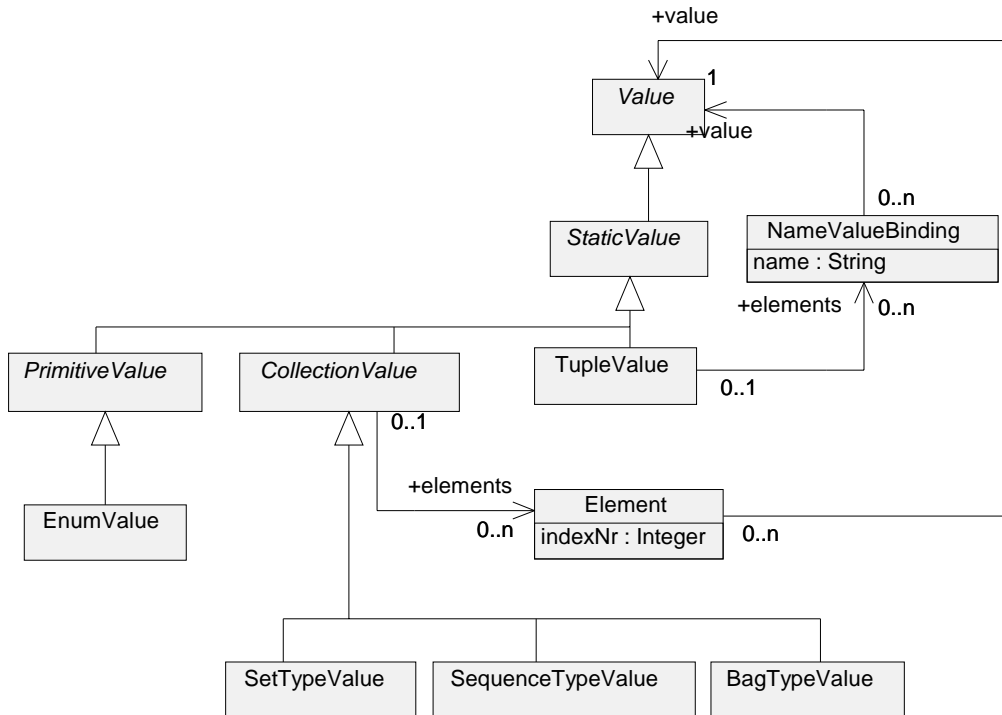 +value
1
Value
+value
0..n
StaticValue
NameValueBinding
name : String
+elements
0..n
PrimitiveValue
CollectionValue
TupleValue
0..1
0..1
+elements
Element
EnumValue
0..n
indexNr : Integer
0..n
SetTypeValue
SequenceTypeValue
BagTypeValue